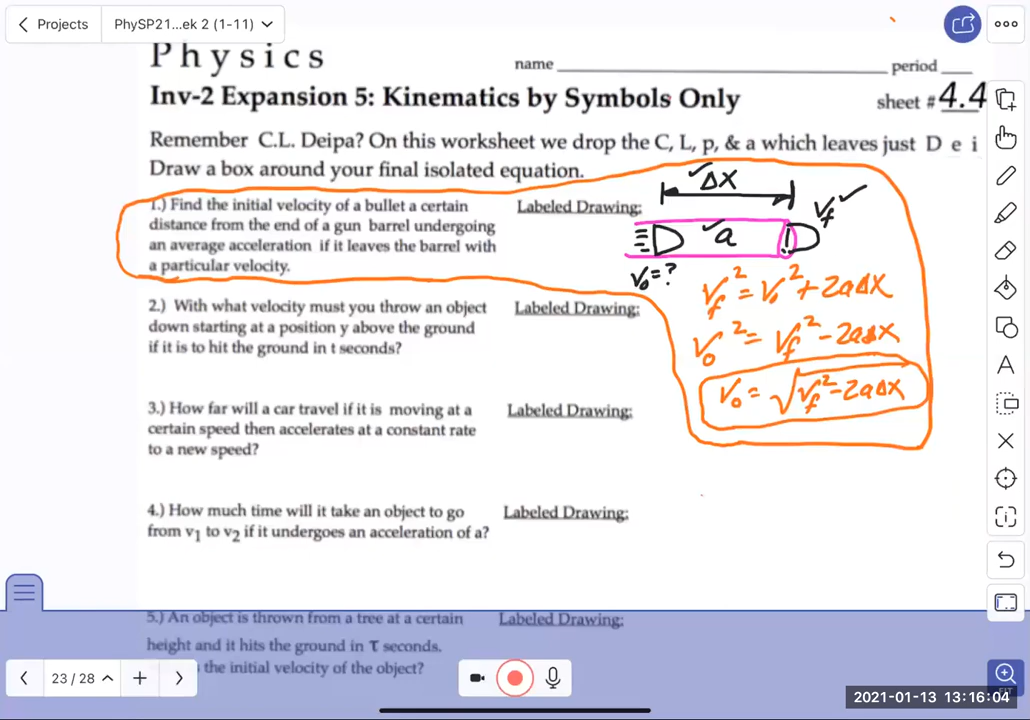 Projects
PhySP21...ek 2 (1-11)
Physics
name
period
Inv-2 Expansion 5: Kinematics by Symbols Only
sheet # 4.4
Remember C.L. Deipa? On this worksheet we drop the C, L, p, & a which leaves just D e i
Draw a box around your final isolated equation.
1.) Find the initial velocity of a bullet a certain
distance from the end of a gun barrel undergoing
an average acceleration if it leaves the barrel with
a particular velocity.
Labeled Drawing:
✓Δx
✓a
Vf ✓
V₀=?
Vf² = V₀² + 2aΔx
V₀² = Vf² - 2aΔx
V₀ = √Vf² - 2aΔx
2.) With what velocity must you throw an object
down starting at a position y above the ground
if it is to hit the ground in t seconds?
Labeled Drawing:
3.) How far will a car travel if it is moving at a
certain speed then accelerates at a constant rate
to a new speed?
Labeled Drawing:
4.) How much time will it take an object to go
from v₁ to v₂ if it undergoes an acceleration of a?
Labeled Drawing:
5.) An object is thrown from a tree at a certain
height and it hits the ground in T seconds.
the initial velocity of the object?
Labeled Drawing:
23 / 28
2021-01-13 13:16:04